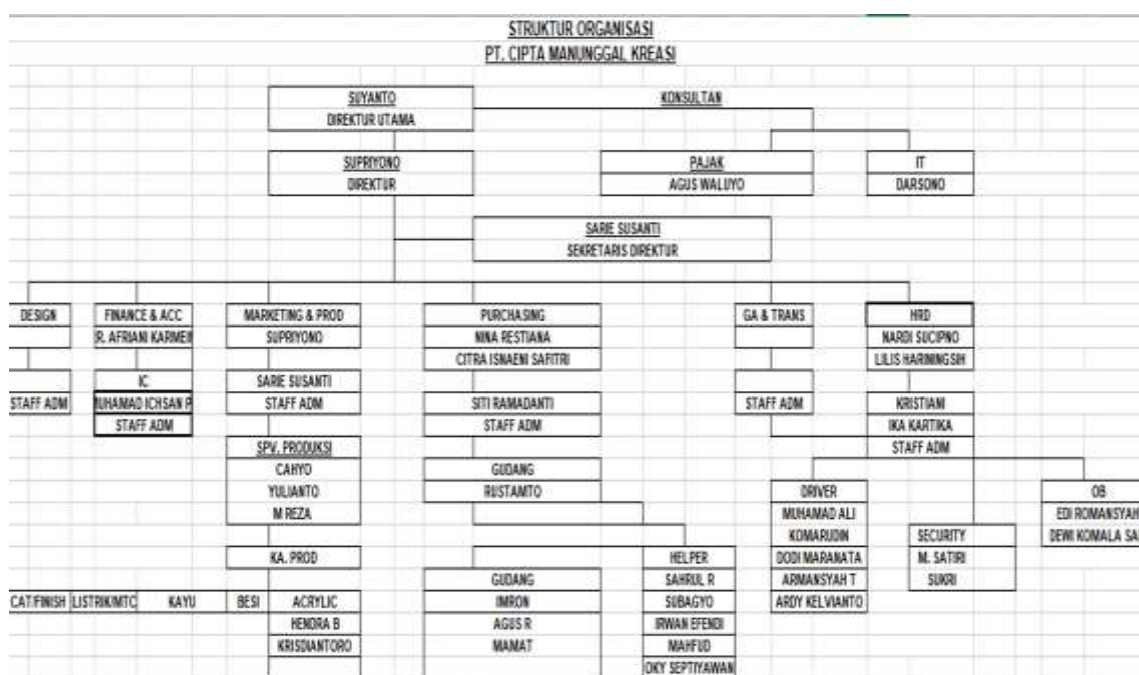 STRUKTUR ORGANISASI
PT. CIPTA MANUNGGAL KREASI
SUYANTO
DIREKTUR UTAMA
KONSULTAN
SUPRIYONO
DIREKTUR
PAJAK
AGUS WALUYO
IT
DARSONO
SARIE SUSANTI
SEKRETARIS DIREKTUR
DESIGN
STAFF ADM
FINANCE & ACC
R. AFRIANI
IC
ICHSAN P
STAFF ADM
MARKETING & PROD
SUPRIYONO
SARIE SUSANTI
STAFF ADM
SPV. PRODUKSI
CAHYO
YULIANTO
M REZA
KA. PROD
CAT/FINISH LISTRIK/MTC KAYU BESI ACRYLIC
HENDRA B
KRISDIANTORO
PURCHASING
NINA RESTIANA
CITRA ISNAENI SAFITRI
SITI RAMADANTI
STAFF ADM
GUDANG
RUSTAMTO
GUDANG
IMRON
AGUS R
MAMAT
HELPER
SAHRUL R
SUBAGYO
IRWAN EFENDI
MAHFUD
OKY SEPTIYAWAN
GA & TRANS
STAFF ADM
HRD
NARDI SUCIPNO
LILIS HARININGSIH
KRISTIANI
IKA KARTIKA
STAFF ADM
DRIVER
MUHAMAD ALI
KOMARUDIN
DODI MARANATA
ARMANSYAH T
ARDY KELVIANTO
SECURITY
M. SATIRI
SUKRI
OB
EDI ROMANSYAH
DEWI KOMALA